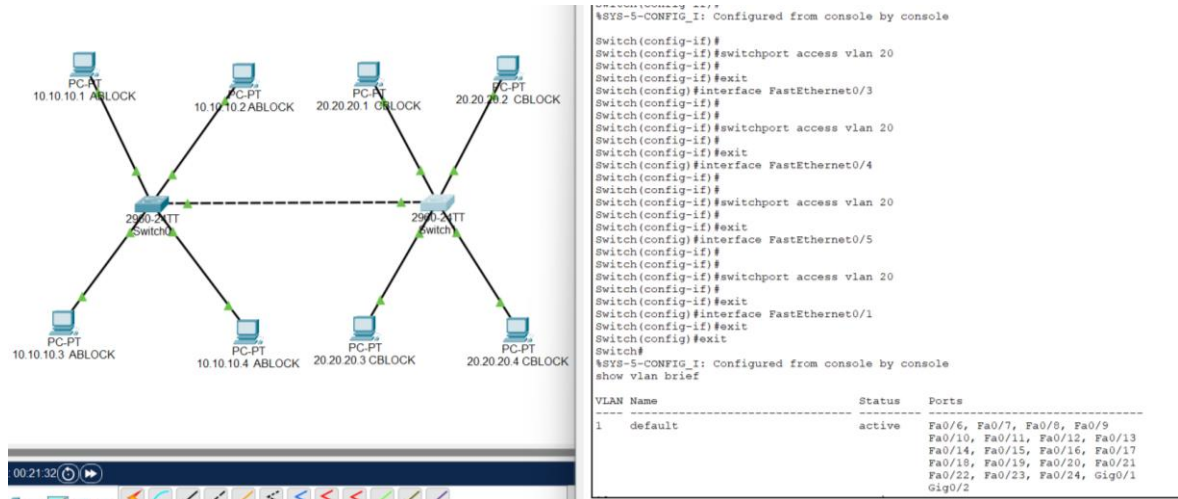 PC-PT
10.10.10.1 ABLOCK
PC-PT
10.10.10.2 ABLOCK
PC-PT
20.20.20.1 CBLOCK
PC-PT
20.20.20.2 CBLOCK
2960-24TT
Switch0
2960-24TT
Switch
PC-PT
10.10.10.3 ABLOCK
PC-PT
10.10.10.4 ABLOCK
PC-PT
20.20.20.3 CBLOCK
PC-PT
20.20.20.4 CBLOCK
: 00:21:32
%SYS-5-CONFIG_I: Configured from console by console
Switch(config-if)#
Switch(config-if)#switchport access vlan 20
Switch(config-if)#
Switch(config-if)#exit
Switch(config)#interface FastEthernet0/3
Switch(config-if)#
Switch(config-if)#
Switch(config-if)#switchport access vlan 20
Switch(config-if)#
Switch(config-if)#exit
Switch(config)#interface FastEthernet0/4
Switch(config-if)#
Switch(config-if)#
Switch(config-if)#switchport access vlan 20
Switch(config-if)#
Switch(config-if)#exit
Switch(config)#interface FastEthernet0/5
Switch(config-if)#
Switch(config-if)#
Switch(config-if)#switchport access vlan 20
Switch(config-if)#
Switch(config-if)#exit
Switch(config)#interface FastEthernet0/1
Switch(config-if)#exit
Switch(config)#exit
Switch#
%SYS-5-CONFIG_I: Configured from console by console
show vlan brief
VLAN Name Status Ports
---- -------------------------------- --------- -------------------------------
1 default active Fa0/6, Fa0/7, Fa0/8, Fa0/9
Fa0/10, Fa0/11, Fa0/12, Fa0/13
Fa0/14, Fa0/15, Fa0/16, Fa0/17
Fa0/18, Fa0/19, Fa0/20, Fa0/21
Fa0/22, Fa0/23, Fa0/24, Gig0/1
Gig0/2